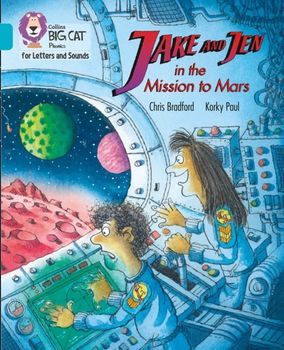 Collins
BIG CAT
Phonics
for Letters and Sounds
JAKE AND JEN
in the
Mission to Mars
Chris Bradford Korky Paul